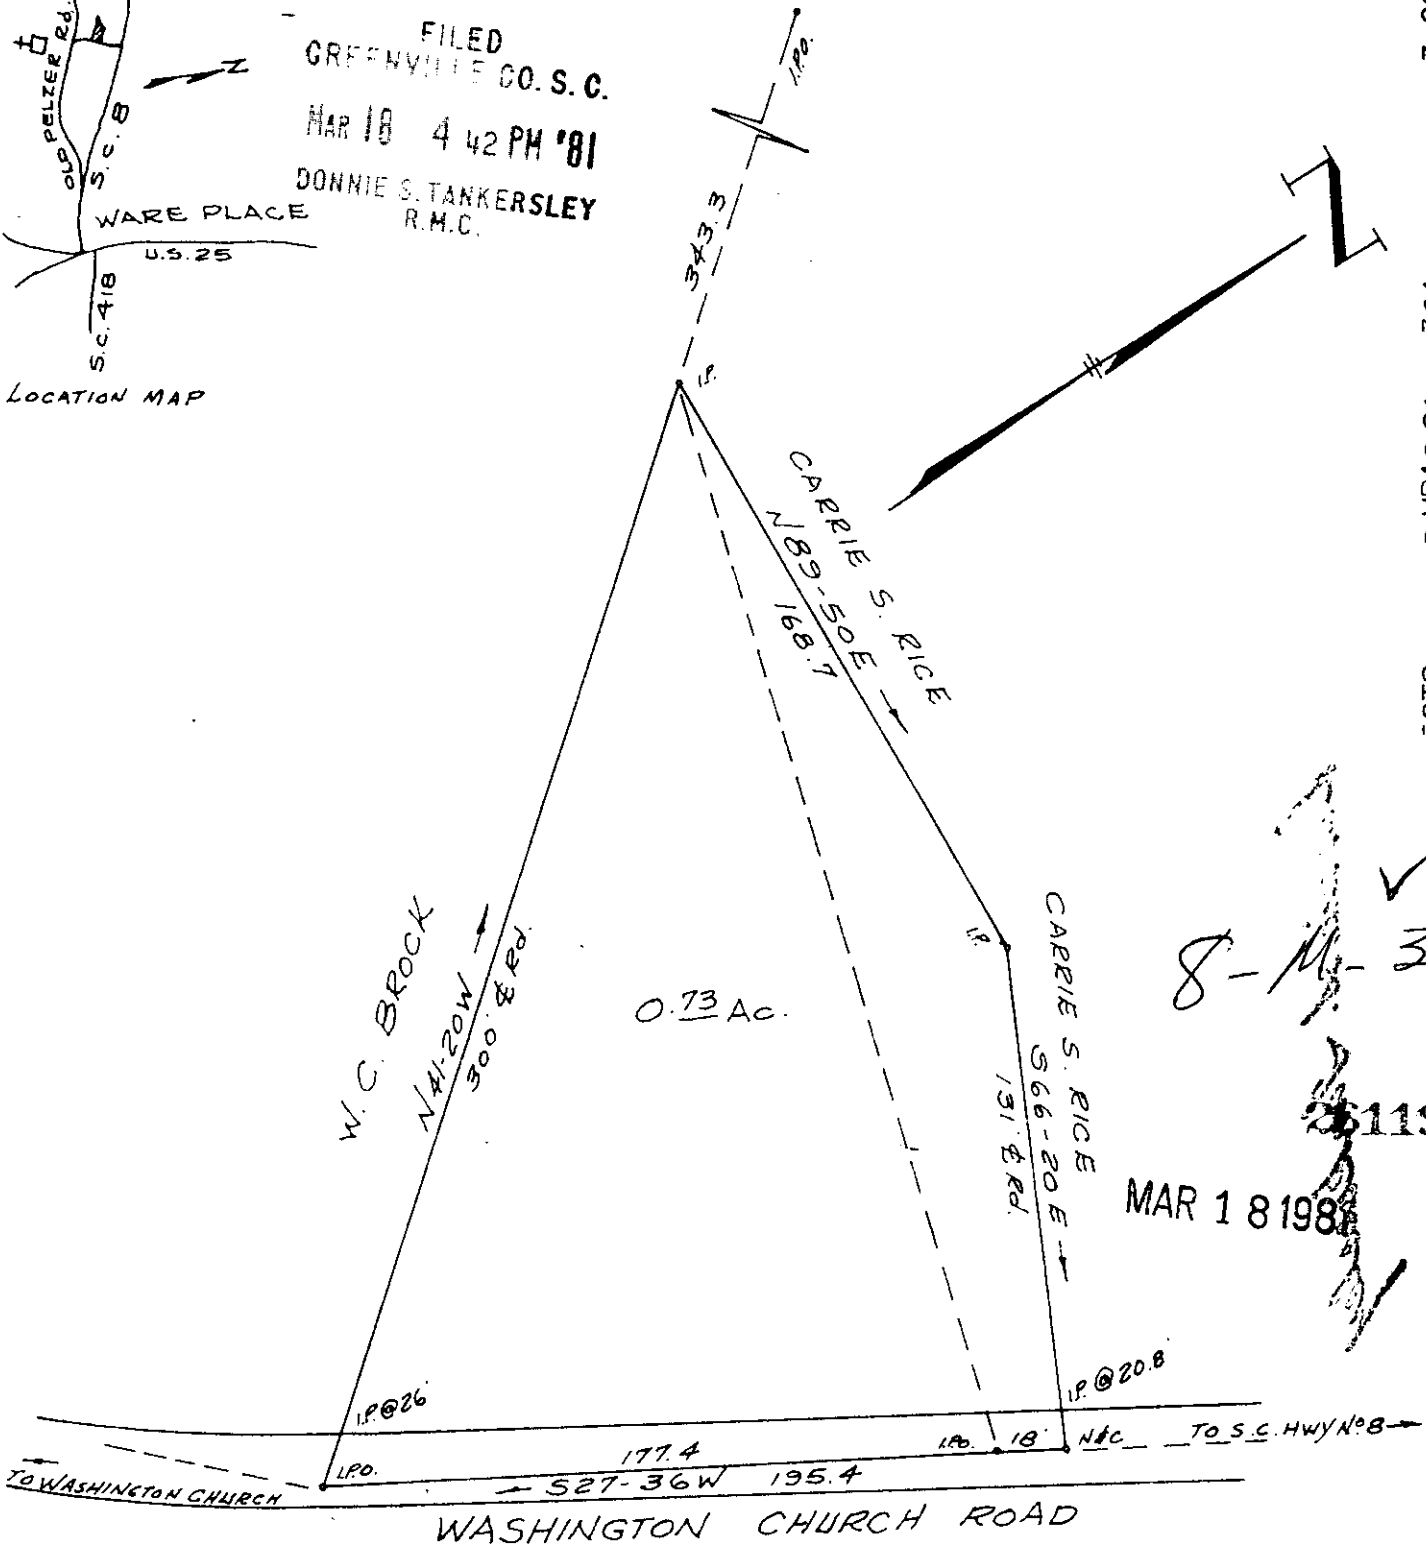 OLD PELZER Rd.
S.C. 8
WARE PLACE
U.S. 25
S.C. 418
LOCATION MAP
N
FILED
GREENVILLE CO. S. C.
MAR 18 4 42 PM '81
DONNIE S. TANKERSLEY
R.M.C.
I.P.O.
343.3
I.P.
N
CARRIE S. RICE
N89-50E
168.7
I.P.
W. C. BROCK
N41-20W
300' ℄ Rd.
0.73 Ac.
CARRIE S. RICE
S66-20E
131' ℄ Rd.
8-M-3
MAR 18 198
I.P. @ 26'
I.P. @ 20.8'
I.P.O.
177.4
I.P.O.
18'
N&C
TO S.C. HWY No 8
TO WASHINGTON CHURCH
S27-36W 195.4
WASHINGTON CHURCH ROAD